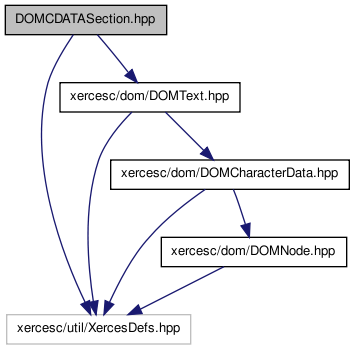 DOMCDATASection.hpp
xercesc/dom/DOMText.hpp
xercesc/dom/DOMCharacterData.hpp
xercesc/dom/DOMNode.hpp
xercesc/util/XercesDefs.hpp